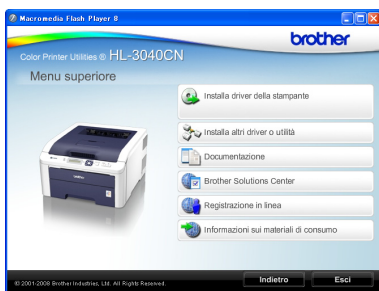 Macromedia Flash Player 8
brother
Color Printer Utilities ® HL-3040CN
Menu superiore
Installa driver della stampante
Installa altri driver o utilità
Documentazione
Brother Solutions Center
Registrazione in linea
Informazioni sui materiali di consumo
© 2001-2008 Brother Industries, Ltd. All Rights Reserved.
Indietro
Esci